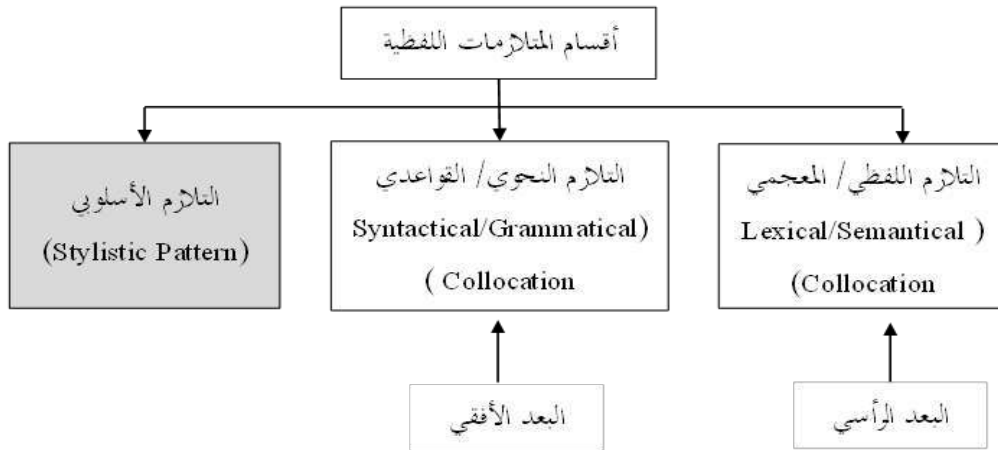 أقسام المتلازمات اللفظية
التلازم اللفظي/ المعجمي
Lexical/Semantical )
(Collocation
التلازم النحوي/ القواعدي
Syntactical/Grammatical)
( Collocation
التلازم الأسلوبي
(Stylistic Pattern)
البعد الرأسي
البعد الأفقي